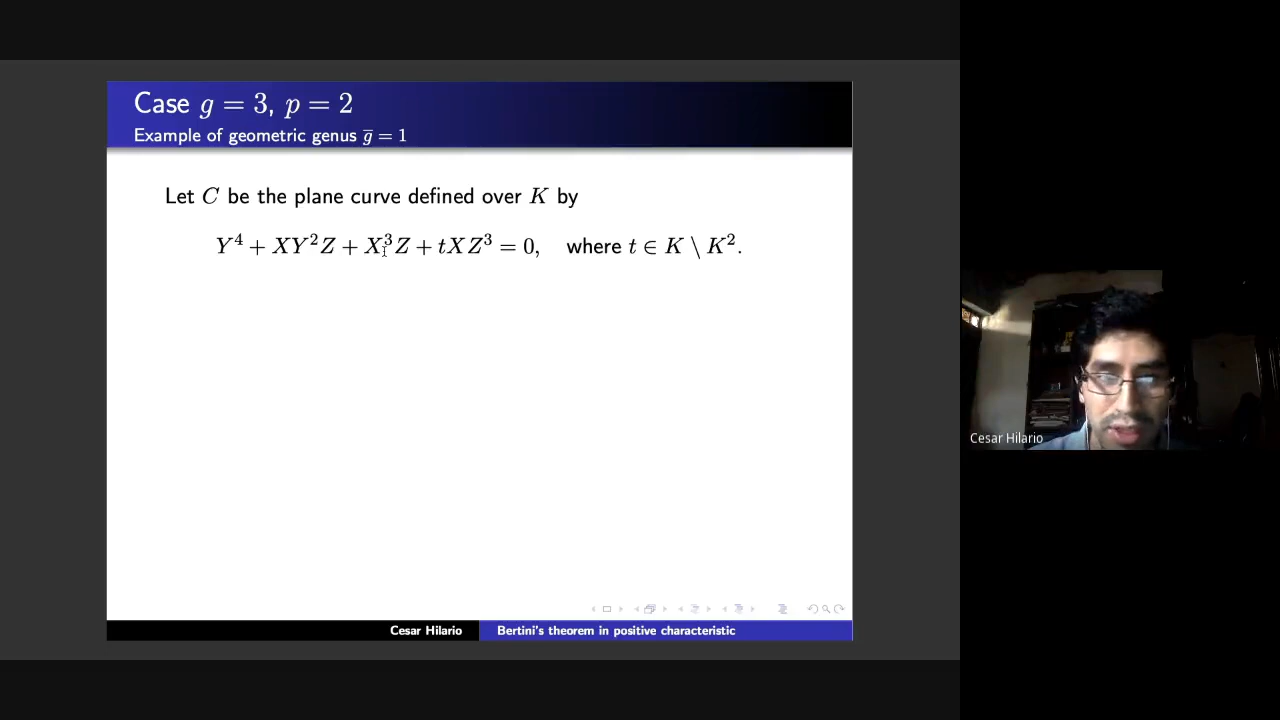 Case g = 3, p = 2
Example of geometric genus g̅ = 1
Let C be the plane curve defined over K by
Y⁴ + XY²Z + X³Z + tXZ³ = 0, where t ∈ K \ K².
Cesar Hilario
Cesar Hilario Bertini's theorem in positive characteristic